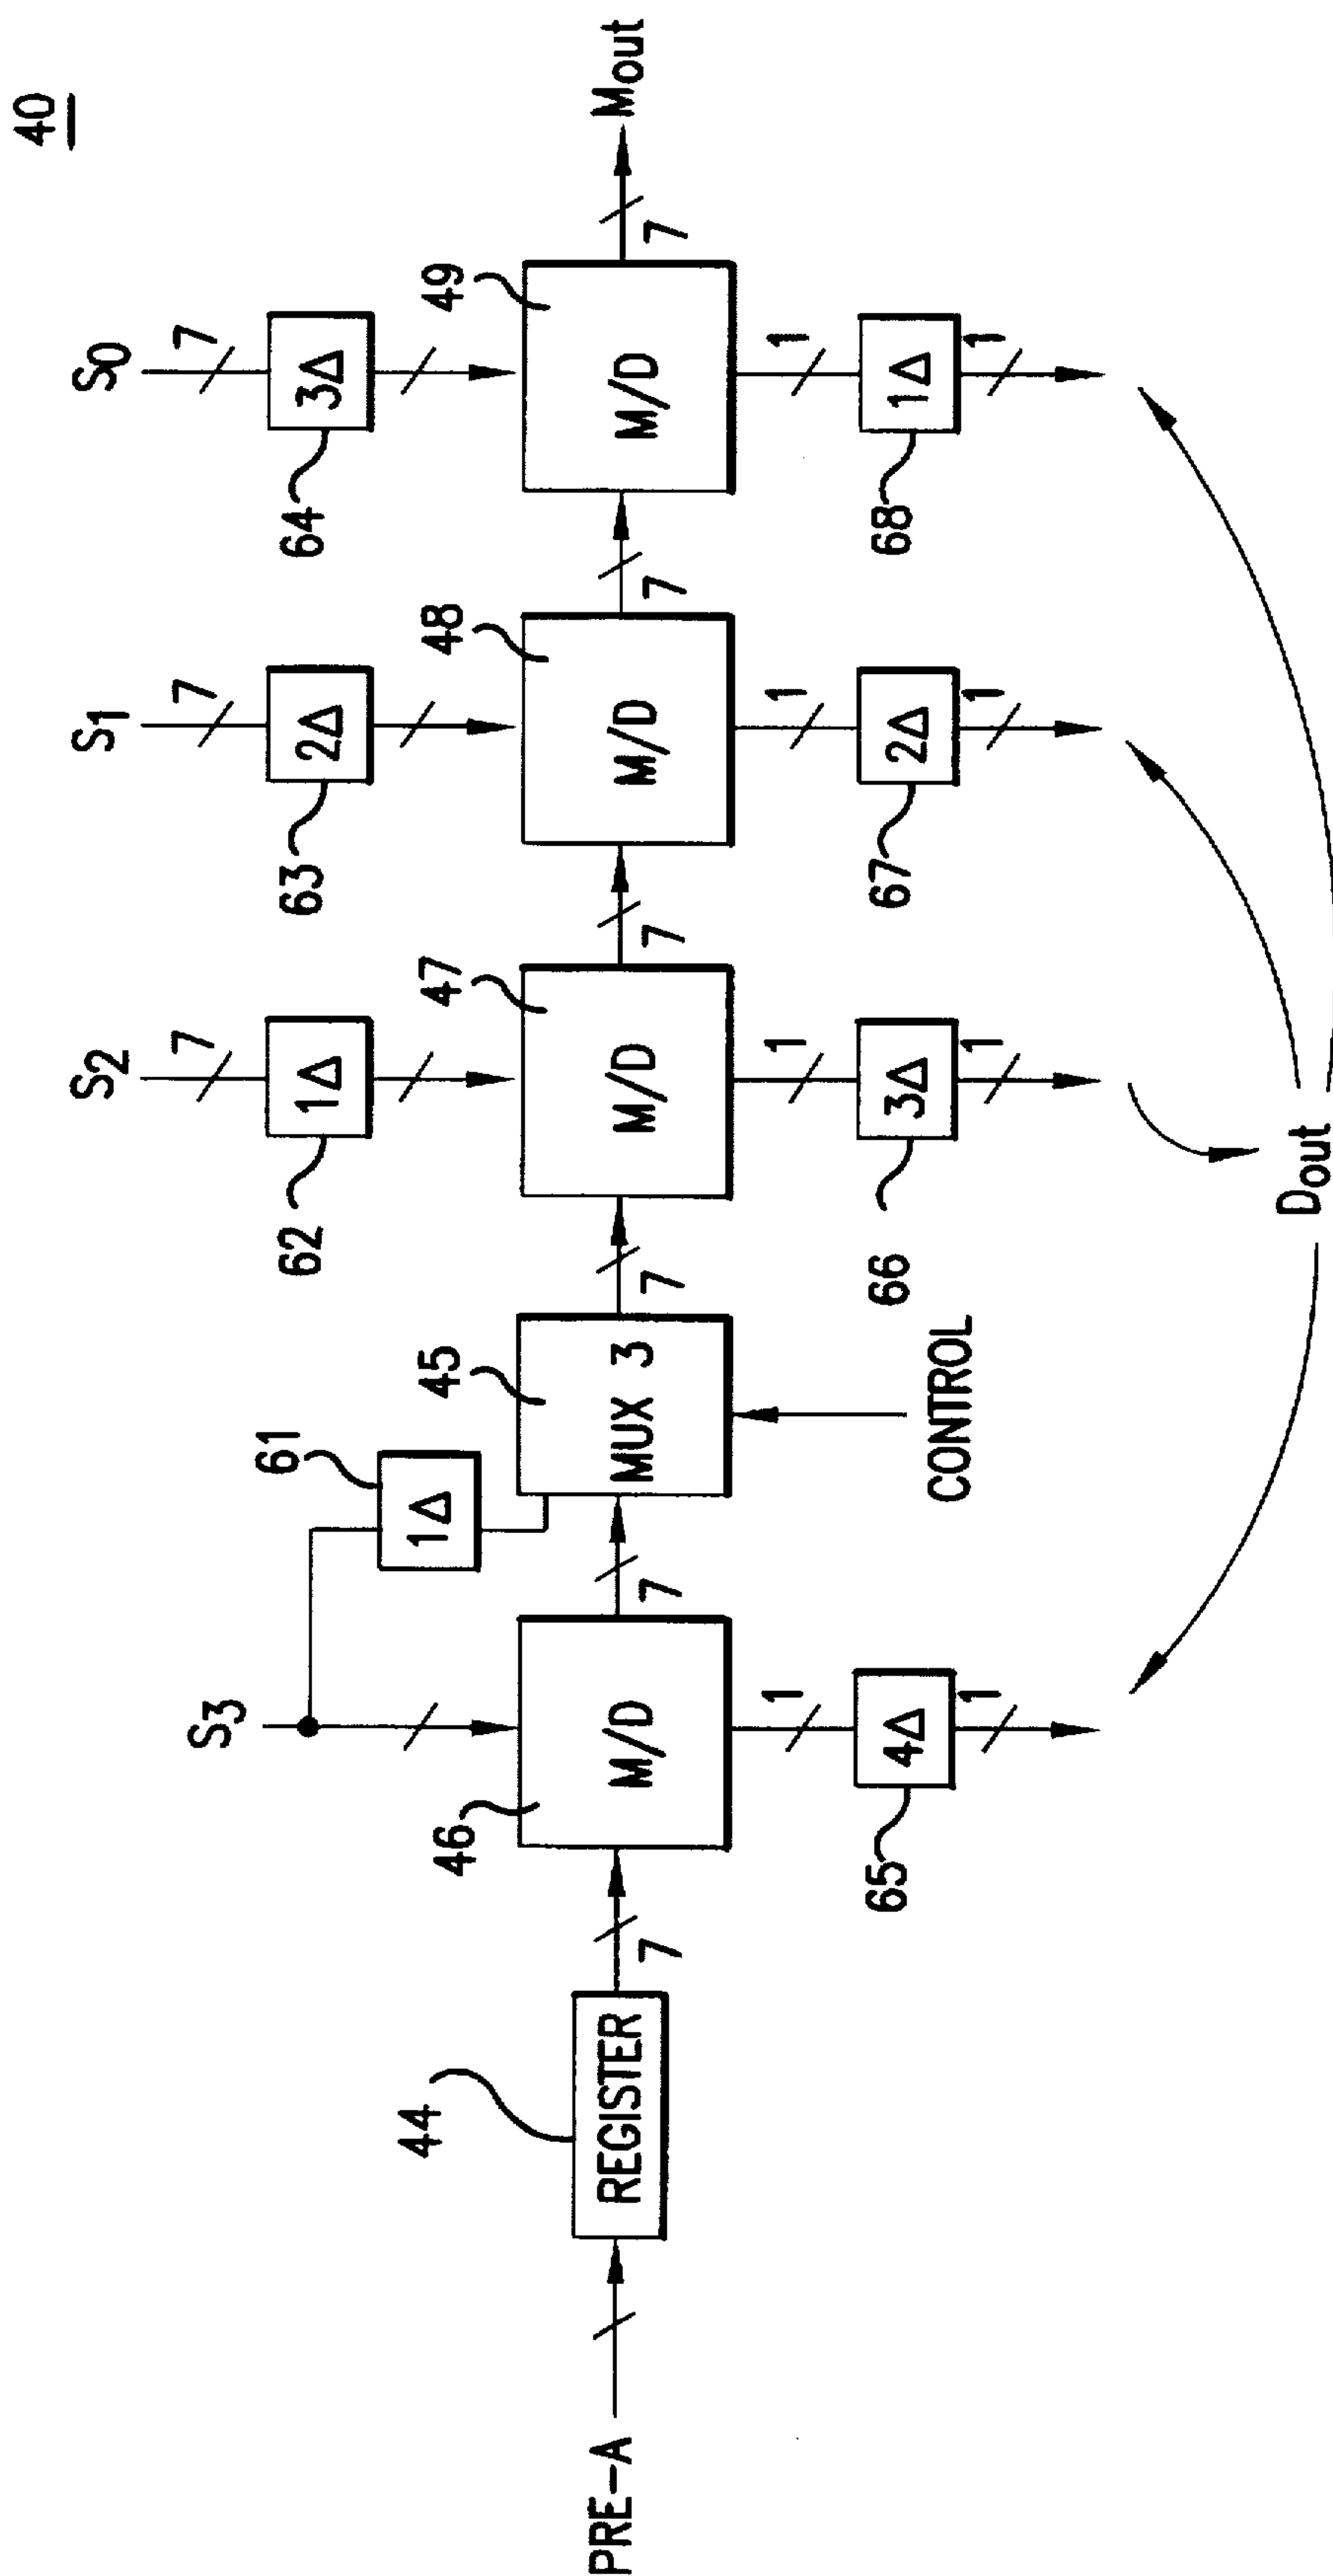 40
S3
S2
S1
S0
7
7
7
61
1Δ
62
1Δ
63
2Δ
64
3Δ
44
46
45
47
48
49
PRE-A
REGISTER
7
M/D
7
MUX 3
7
M/D
7
M/D
7
M/D
7
Mout
1
1
1
1
65
4Δ
CONTROL
66
3Δ
67
2Δ
68
1Δ
1
1
1
1
Dout